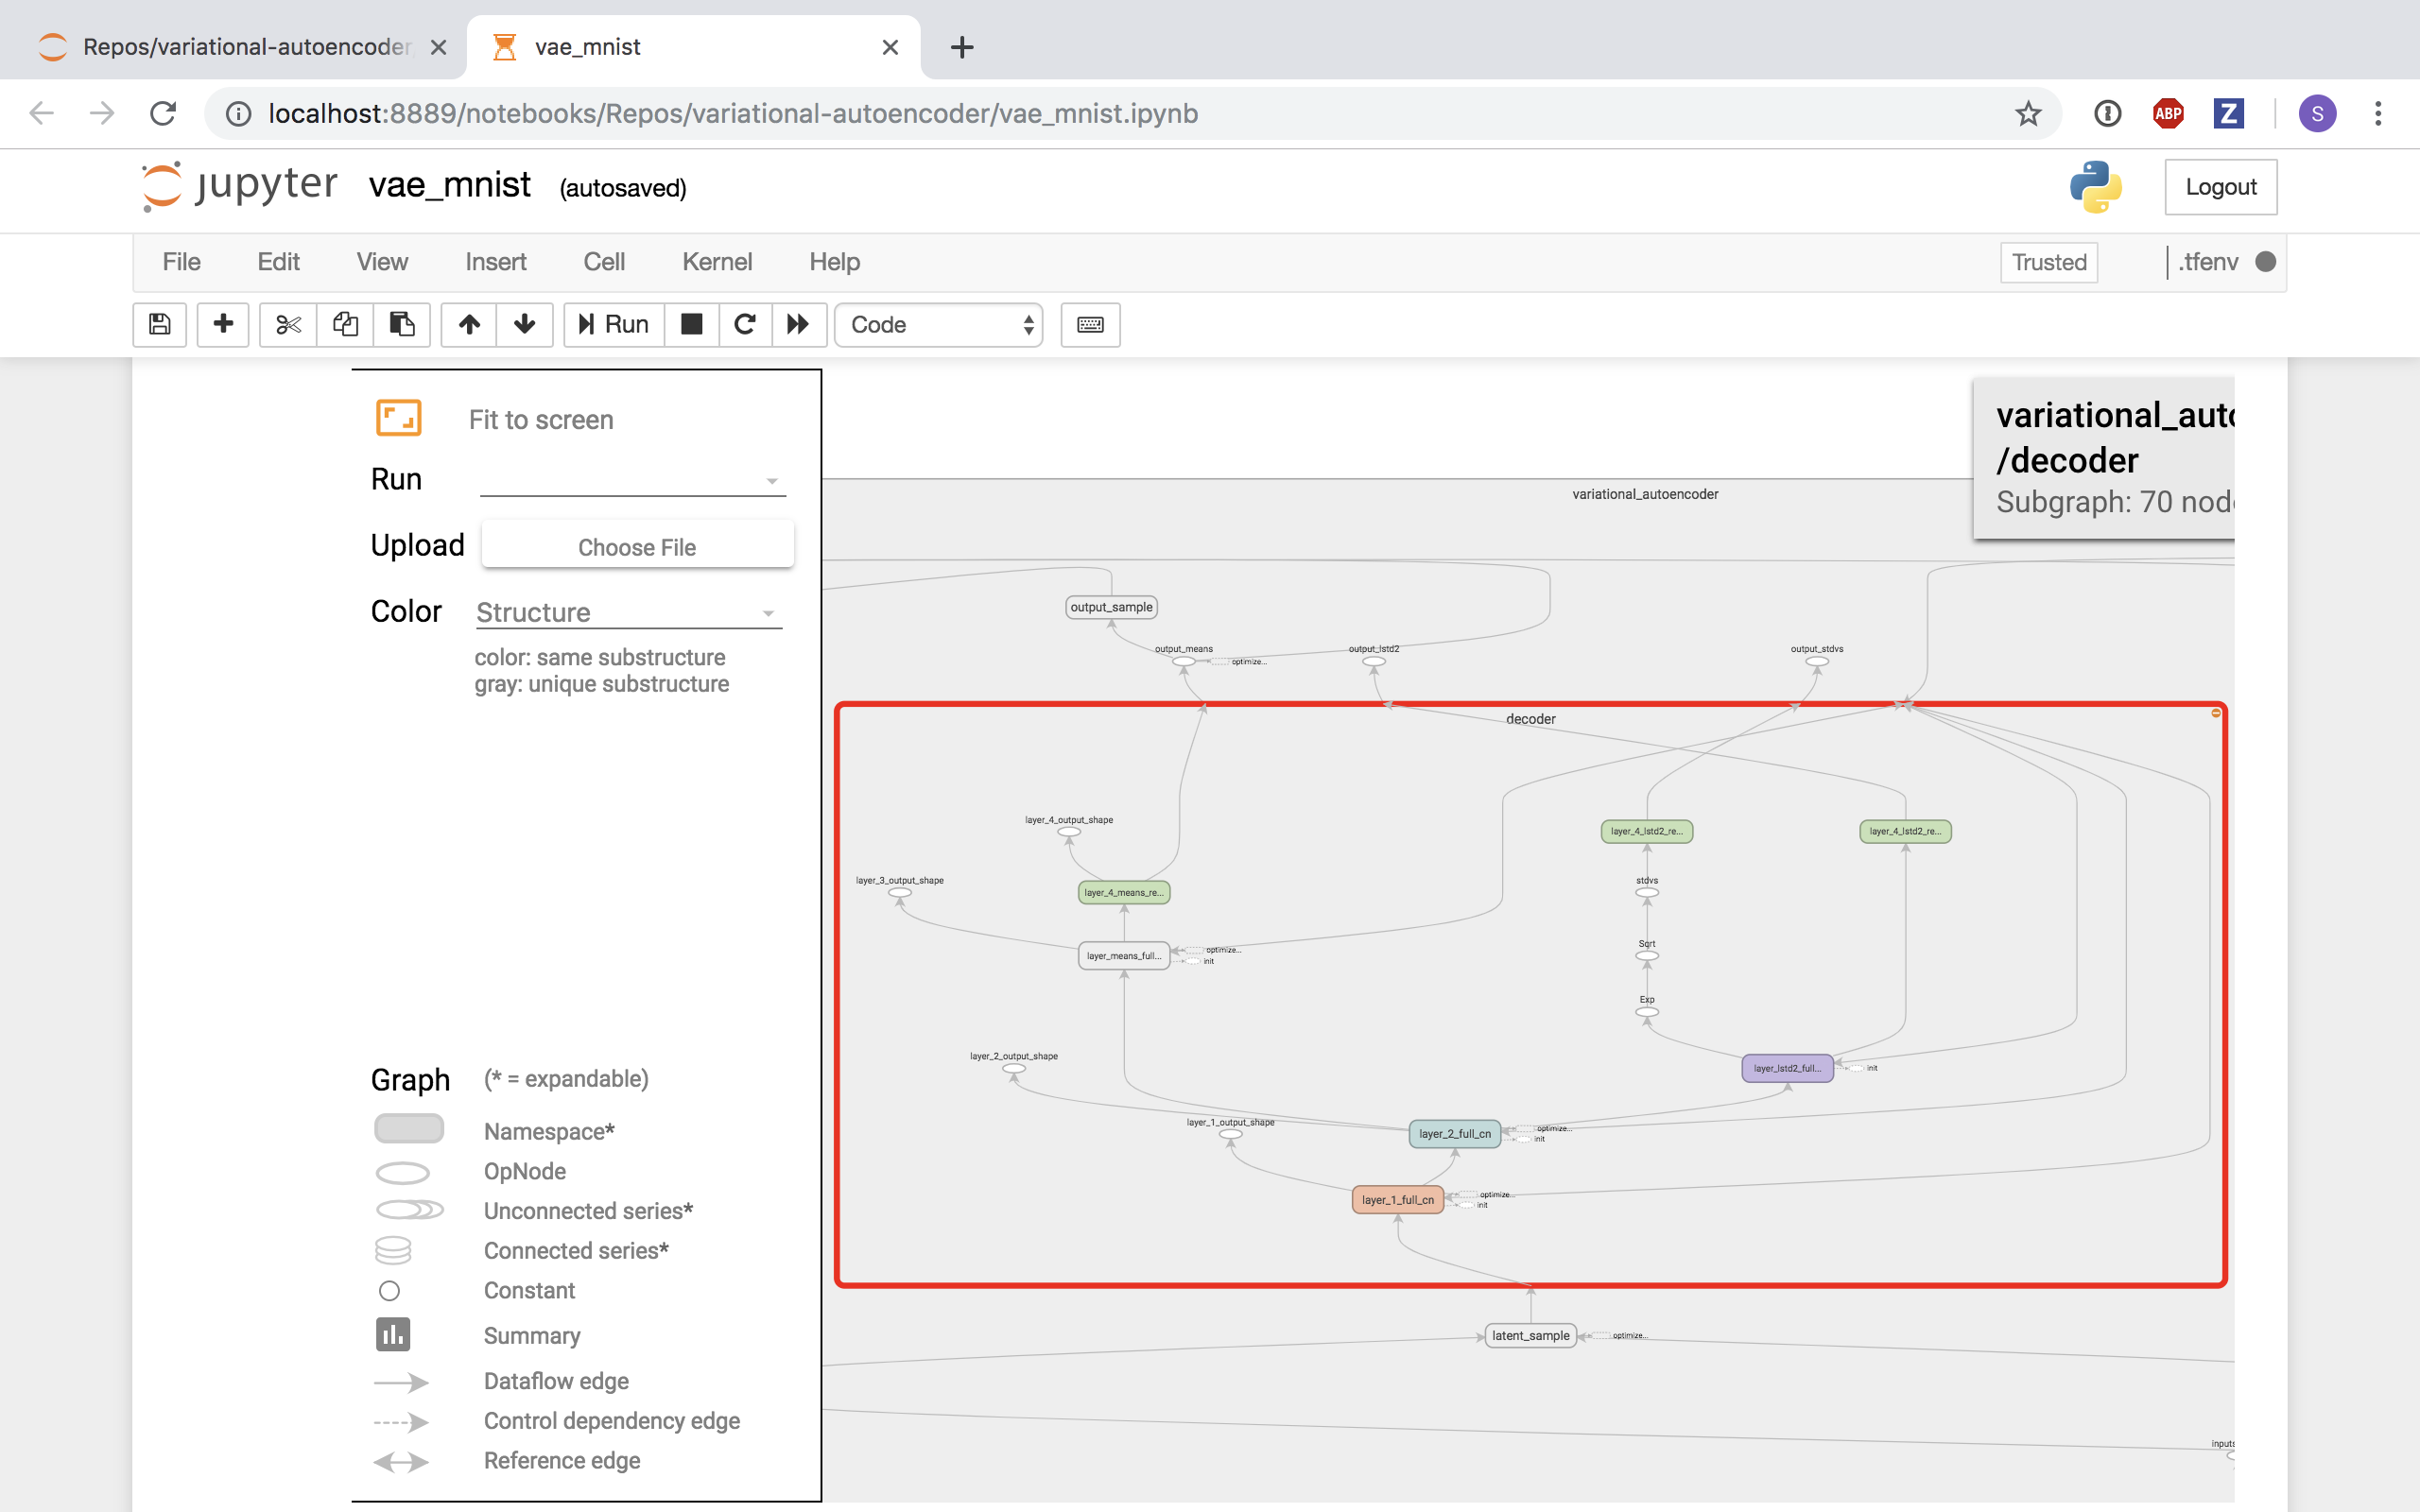 Repos/variational-autoencoder
vae_mnist
localhost:8889/notebooks/Repos/variational-autoencoder/vae_mnist.ipynb
ABP
Z
S
jupyter vae_mnist (autosaved)
Logout
File Edit View Insert Cell Kernel Help
Trusted
.tfenv
Run
Code
Fit to screen
Run
Upload Choose File
Color Structure
color: same substructure
gray: unique substructure
Graph (* = expandable)
Namespace*
OpNode
Unconnected series*
Connected series*
Constant
Summary
Dataflow edge
Control dependency edge
Reference edge
variational_auto
/decoder
Subgraph: 70 node
variational_autoencoder
output_sample
output_means
optimize...
output_lstd2
output_stdvs
decoder
layer_4_output_shape
layer_4_lstd2_re...
layer_4_lstd2_re...
layer_3_output_shape
layer_4_means_re...
stdvs
layer_means_full...
optimize...
init
Sqrt
Exp
layer_2_output_shape
layer_lstd2_full...
init
layer_1_output_shape
layer_2_full_cn
optimize...
init
layer_1_full_cn
optimize...
init
latent_sample
optimize...
inputs